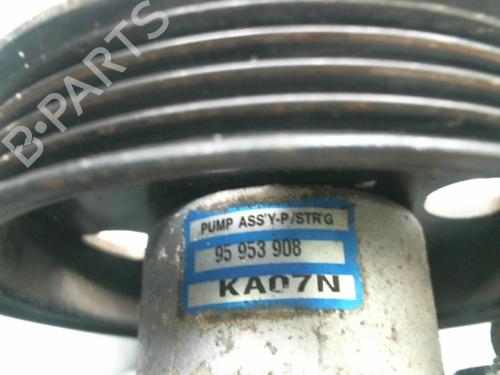 B-PARTS
PUMP ASS'Y-P/STR'G
95 953 908
KA07N